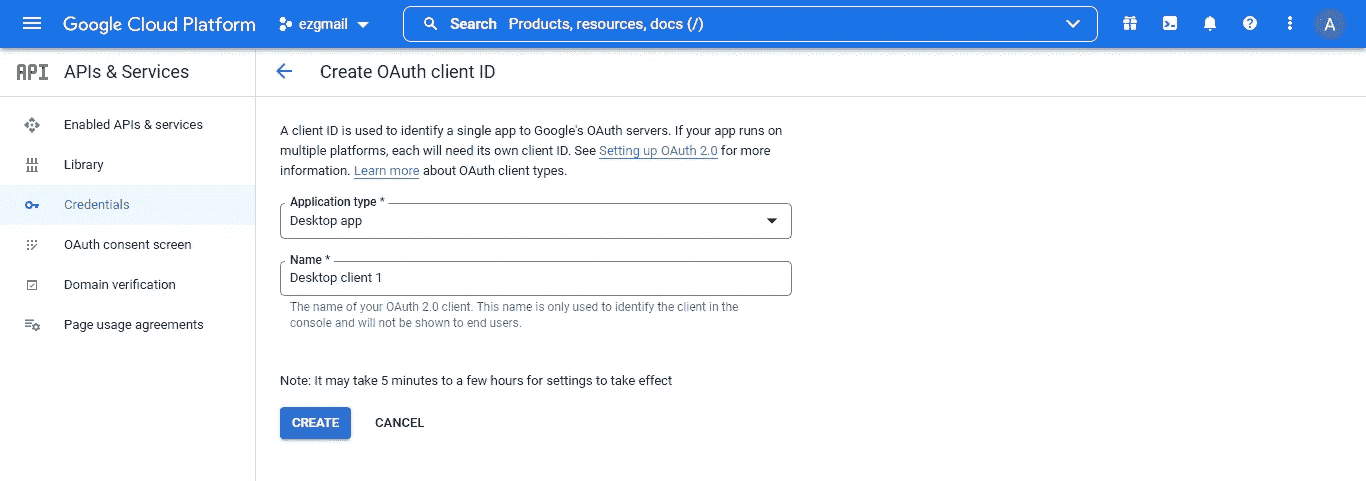 Google Cloud Platform
ezgmail
Search Products, resources, docs (/)
A
API APIs & Services
Create OAuth client ID
Enabled APIs & services
Library
Credentials
OAuth consent screen
Domain verification
Page usage agreements
A client ID is used to identify a single app to Google's OAuth servers. If your app runs on
multiple platforms, each will need its own client ID. See Setting up OAuth 2.0 for more
information. Learn more about OAuth client types.
Application type *
Desktop app
Name *
Desktop client 1
The name of your OAuth 2.0 client. This name is only used to identify the client in the
console and will not be shown to end users.
Note: It may take 5 minutes to a few hours for settings to take effect
CREATE
CANCEL